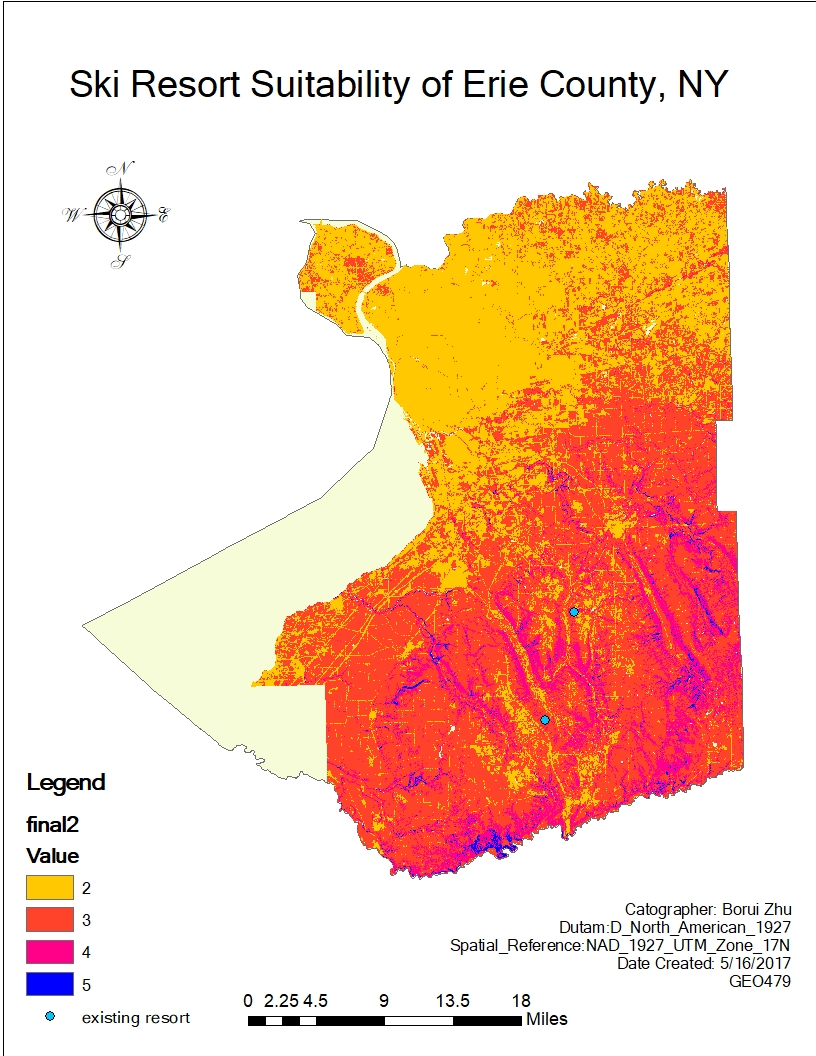 Ski Resort Suitability of Erie County, NY
N
W E
S
Legend
final2
Value
2
3
4
5
existing resort
Catographer: Borui Zhu
Dutam:D_North_American_1927
Spatial_Reference:NAD_1927_UTM_Zone_17N
Date Created: 5/16/2017
GEO479
0 2.25 4.5 9 13.5 18
Miles